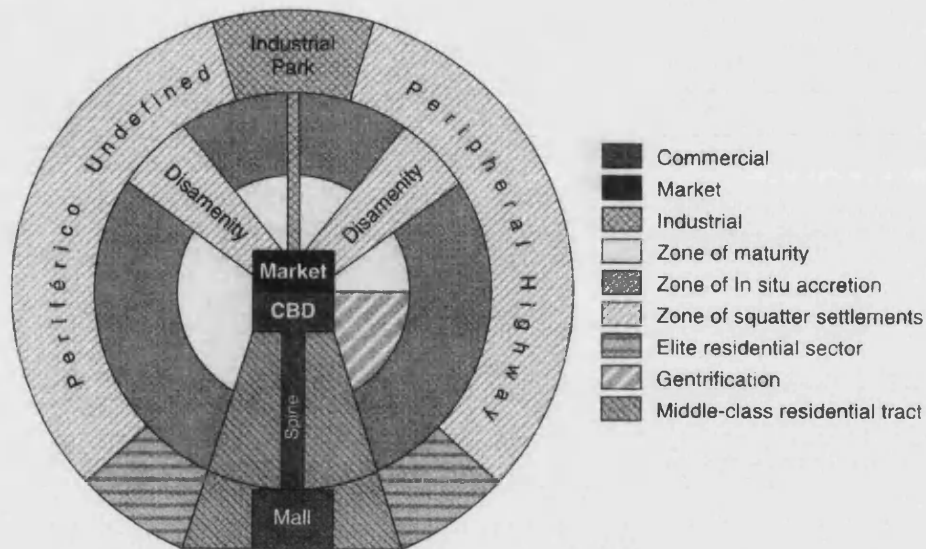 Industrial
Park
Periférico Undefined
Peripheral Highway
Disamenity
Disamenity
Market
CBD
Spine
Mall
Commercial
Market
Industrial
Zone of maturity
Zone of In situ accretion
Zone of squatter settlements
Elite residential sector
Gentrification
Middle-class residential tract